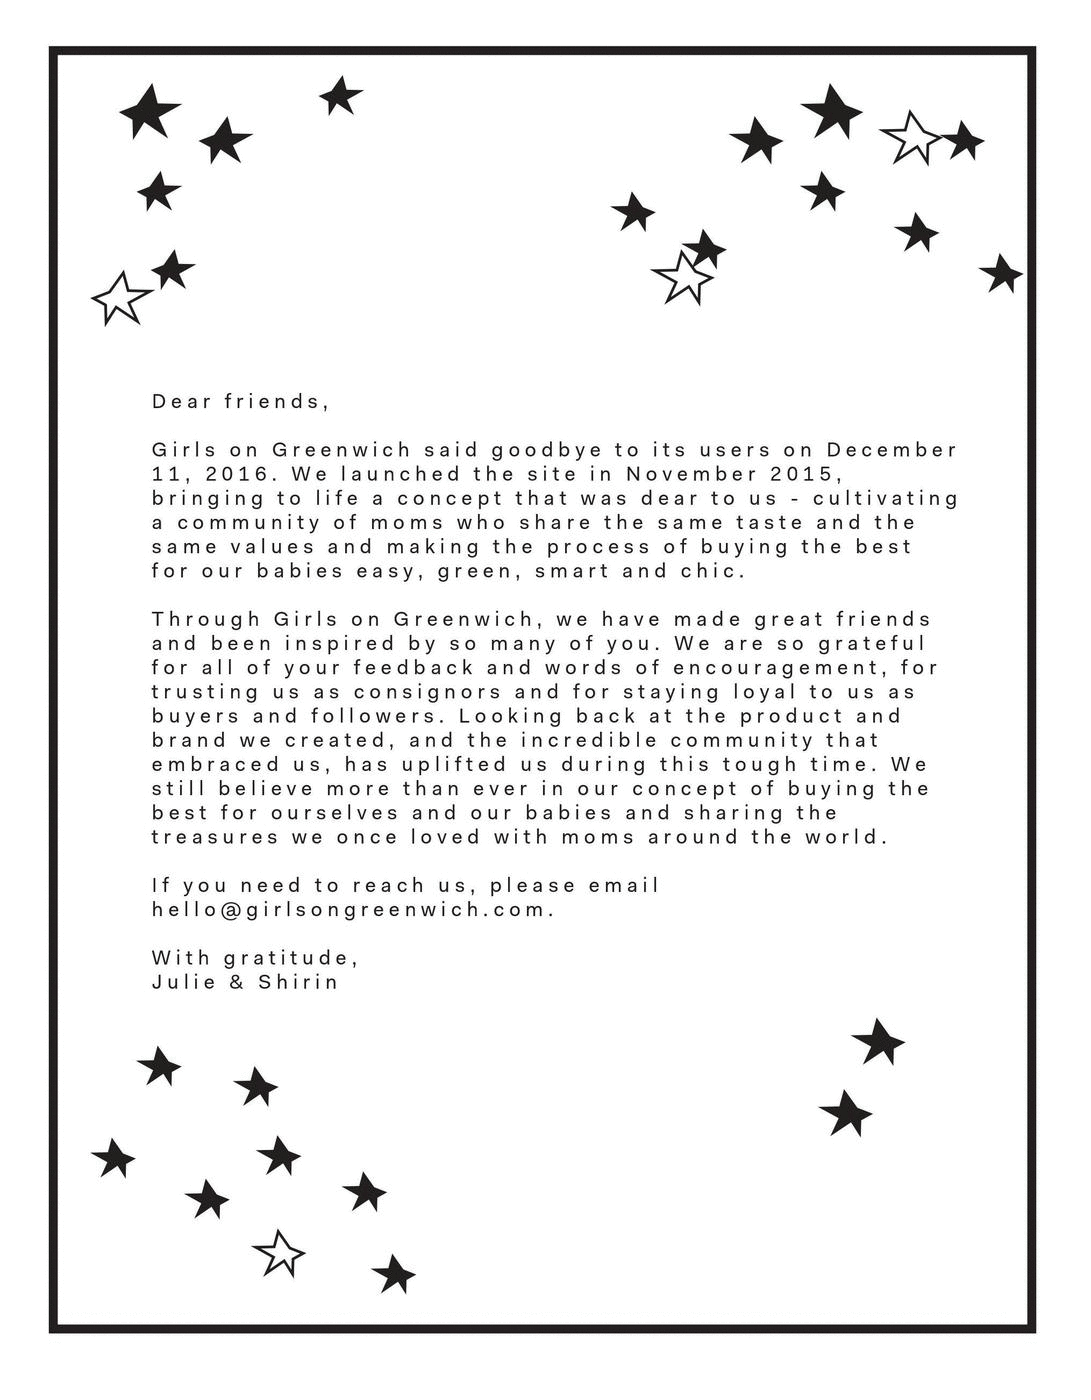 Dear friends,
Girls on Greenwich said goodbye to its users on December
11, 2016. We launched the site in November 2015,
bringing to life a concept that was dear to us - cultivating
a community of moms who share the same taste and the
same values and making the process of buying the best
for our babies easy, green, smart and chic.
Through Girls on Greenwich, we have made great friends
and been inspired by so many of you. We are so grateful
for all of your feedback and words of encouragement, for
trusting us as consignors and for staying loyal to us as
buyers and followers. Looking back at the product and
brand we created, and the incredible community that
embraced us, has uplifted us during this tough time. We
still believe more than ever in our concept of buying the
best for ourselves and our babies and sharing the
treasures we once loved with moms around the world.
If you need to reach us, please email
hello@girlsongreenwich.com.
With gratitude,
Julie & Shirin